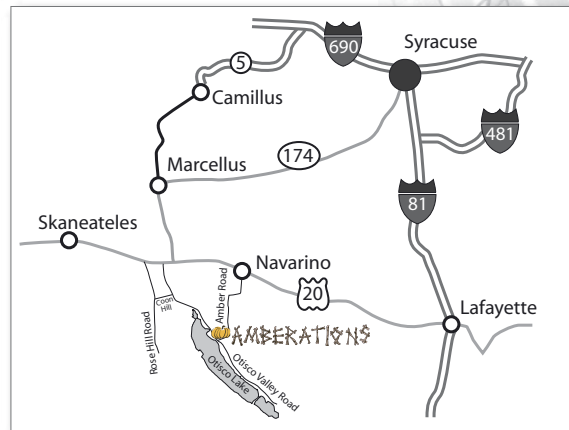 690
Syracuse
5
Camillus
481
174
Marcellus
81
Skaneateles
Navarino
20
Lafayette
Amber Road
Coon
Hill
Rose Hill Road
AMBERATIONS
Otisco Lake
Otisco Valley Road